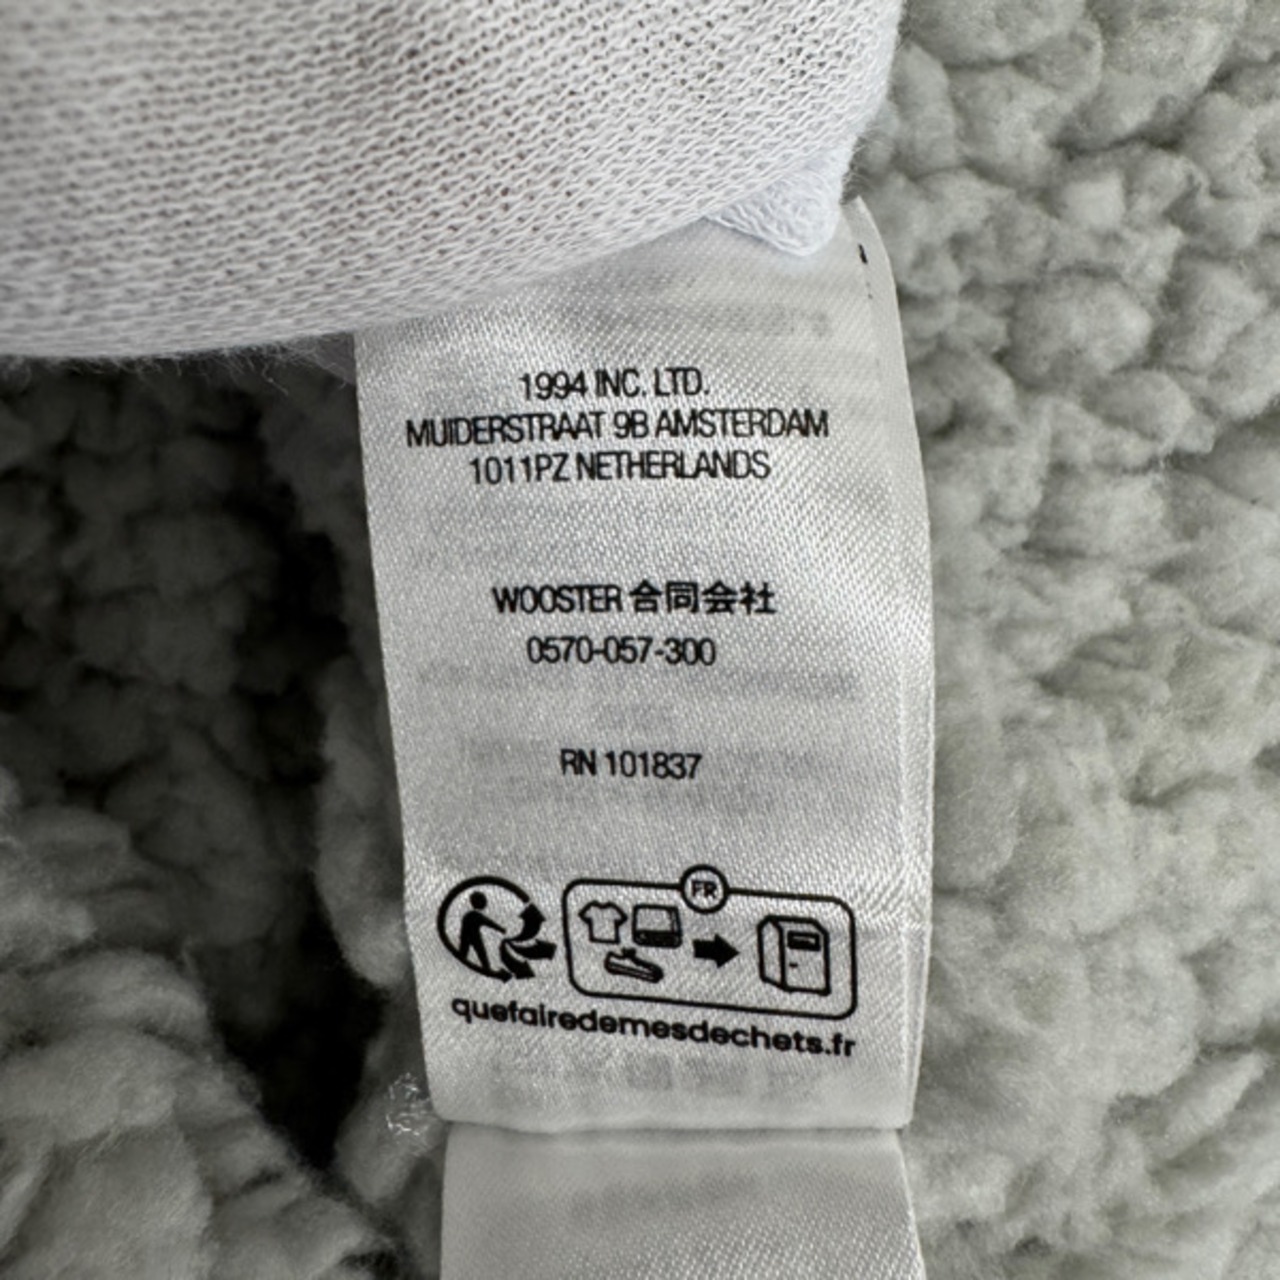 1994 INC. LTD.
MUIDERSTRAAT 9B AMSTERDAM
1011PZ NETHERLANDS
WOOSTER 合同会社
0570-057-300
RN 101837
FR
quefairedemesdechets.fr